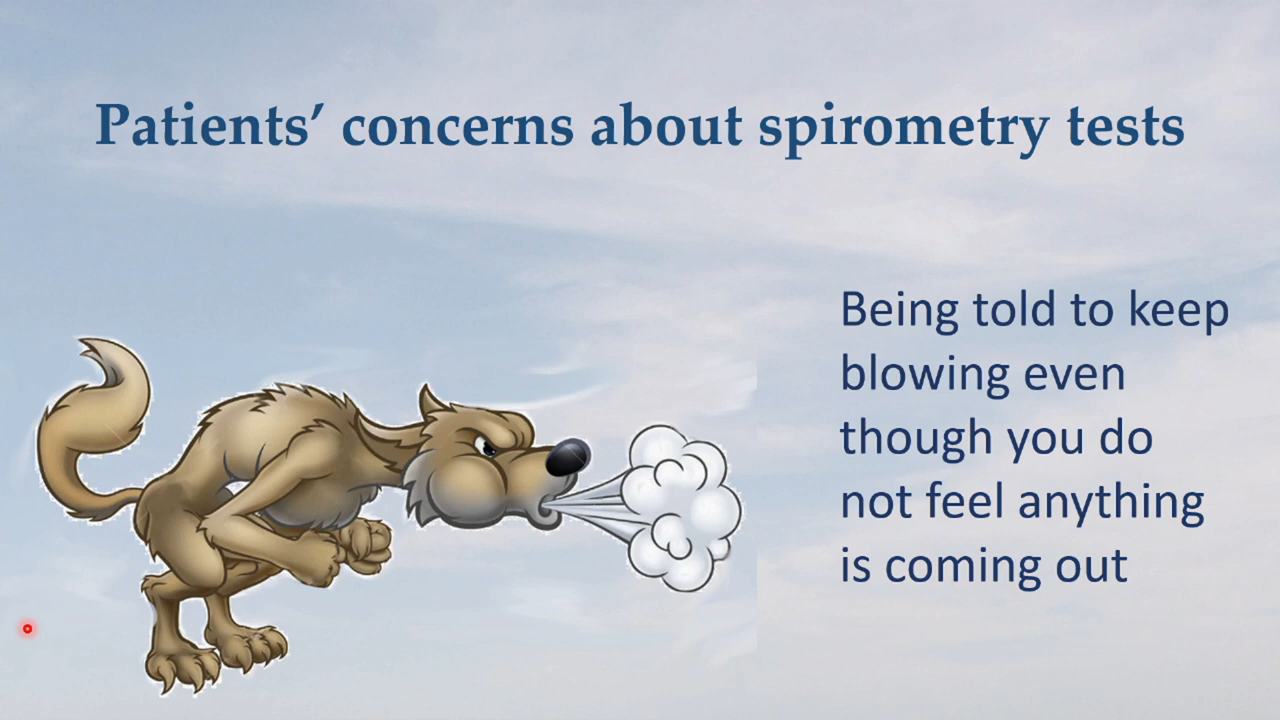 Patients’ concerns about spirometry tests
Being told to keep
blowing even
though you do
not feel anything
is coming out